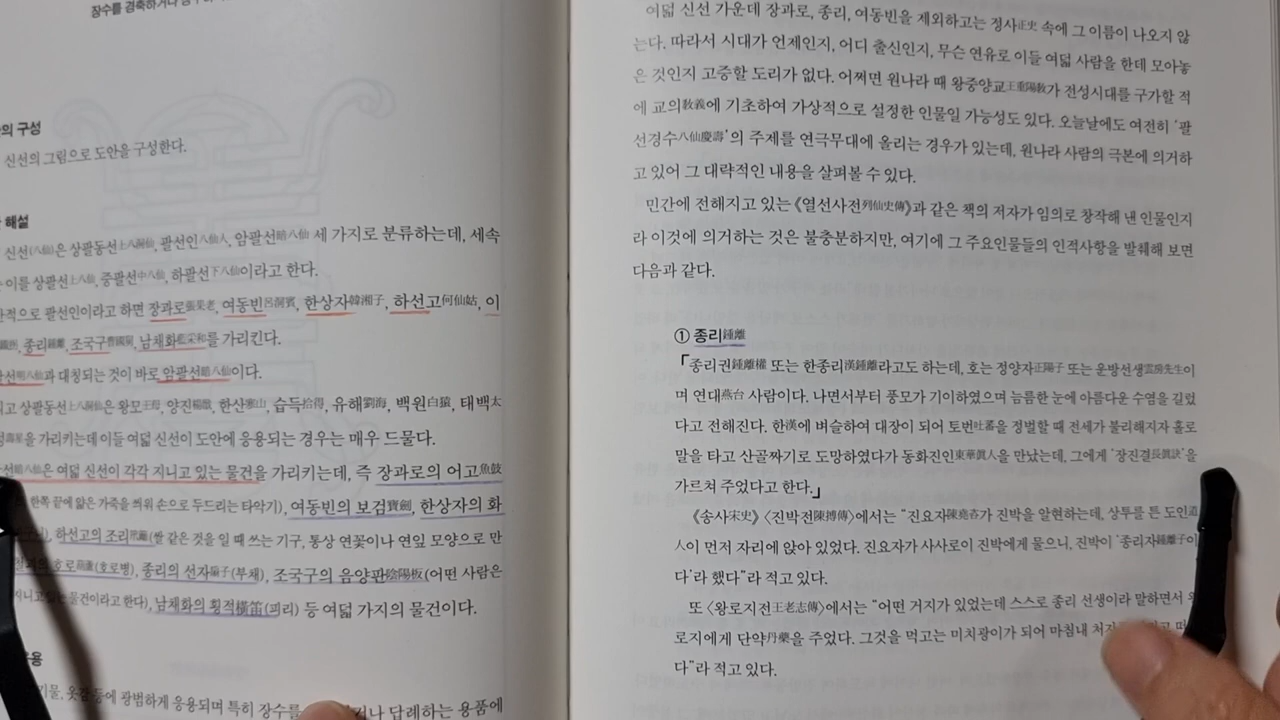 장수를 경축하거나
의 구성
신선의 그림으로 도안을 구성한다.
해설
신선(八仙)은 상팔동선上八洞仙, 팔선인八仙人, 암팔선暗八仙 세 가지로 분류하는데, 세속
이를 상팔선上八仙, 중팔선中八仙, 하팔선下八仙이라고 한다.
적으로 팔선인이라고 하면 장과로張果老, 여동빈呂洞賓, 한상자韓湘子, 하선고何仙姑, 이
종리鍾離, 조국구曹國舅, 남채화藍采和를 가리킨다.
과 대칭되는 것이 바로 암팔선暗八仙이다.
고 상팔동선上八洞仙은 왕모王母, 양진, 한산寒山, 습득拾得, 유해劉海, 백원白猿, 태백太
을 가리키는데 이들 여덟 신선이 도안에 응용되는 경우는 매우 드물다.
暗八仙은 여덟 신선이 각각 지니고 있는 물건을 가리키는데, 즉 장과로의 어고魚鼓
한쪽 끝에 얇은 가죽을 씌워 손으로 두드리는 타악기), 여동빈의 보검寶劍, 한상자의 화
하선고의 조리笊籬(쌀 같은 것을 일 때 쓰는 기구, 통상 연꽃이나 연잎 모양으로 만
의 호로葫蘆(호로병), 종리의 선자扇子(부채), 조국구의 음양판陰陽板(어떤 사람은
물건이라고 한다), 남채화의 횡적橫笛(피리) 등 여덟 가지의 물건이다.
용
기물, 옷감 등에 광범하게 응용되며 특히 장수를 거나 답례하는 용품에
여덟 신선 가운데 장과로, 종리, 여동빈을 제외하고는 정사正史 속에 그 이름이 나오지 않
는다. 따라서 시대가 언제인지, 어디 출신인지, 무슨 연유로 이들 여덟 사람을 한데 모아놓
은 것인지 고증할 도리가 없다. 어쩌면 원나라 때 왕중양교王重陽敎가 전성시대를 구가할 적
에 교의敎義에 기초하여 가상적으로 설정한 인물일 가능성도 있다. 오늘날에도 여전히 ‘팔
선경수八仙慶壽’의 주제를 연극무대에 올리는 경우가 있는데, 원나라 사람의 극본에 의거하
고 있어 그 대략적인 내용을 살펴볼 수 있다.
민간에 전해지고 있는 《열선사전列仙史傳》과 같은 책의 저자가 임의로 창작해 낸 인물인지
라 이것에 의거하는 것은 불충분하지만, 여기에 그 주요인물들의 인적사항을 발췌해 보면
다음과 같다.
① 종리鍾離
「종리권鍾離權 또는 한종리漢鍾離라고도 하는데, 호는 정양자正陽子 또는 운방선생雲房先生이
며 연대燕台 사람이다. 나면서부터 풍모가 기이하였으며 늠름한 눈에 아름다운 수염을 길렀
다고 전해진다. 한漢에 벼슬하여 대장이 되어 토번吐蕃을 정벌할 때 전세가 불리해지자 홀로
말을 타고 산골짜기로 도망하였다가 동화진인東華眞人을 만났는데, 그에게 ‘장진결長眞訣’을
가르쳐 주었다고 한다.」
《송사宋史》 〈진박전陳搏傳〉에서는 “진요자陳堯咨가 진박을 알현하는데, 상투를 튼 도인道
人이 먼저 자리에 앉아 있었다. 진요자가 사사로이 진박에게 물으니, 진박이 ‘종리자鍾離子이
다’라 했다”라 적고 있다.
또 〈왕로지전王老志傳〉에서는 “어떤 거지가 있었는데 스스로 종리 선생이라 말하면서 왕
로지에게 단약丹藥을 주었다. 그것을 먹고는 미치광이가 되어 마침내 처자
다”라 적고 있다.